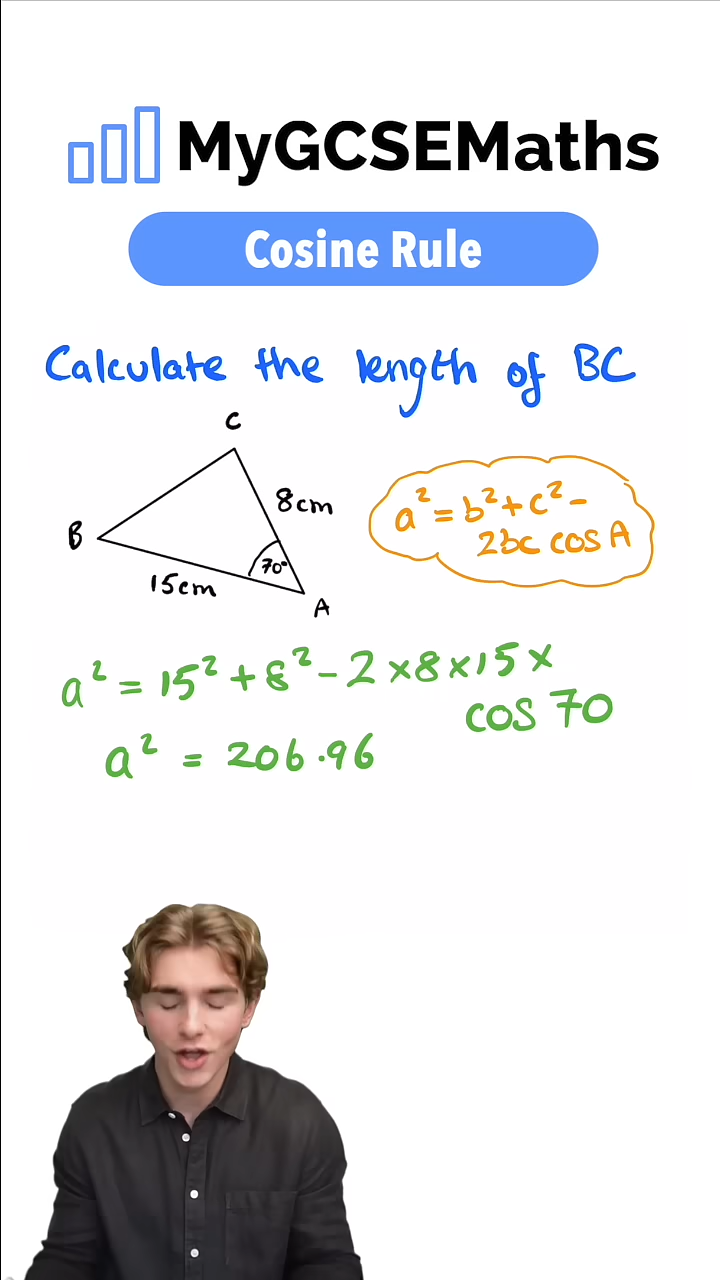 MyGCSEMaths
Cosine Rule
Calculate the length of BC
C
8cm
B
70°
15cm
A
a² = b² + c² -
2bc cos A
a² = 15² + 8² - 2 × 8 × 15 ×
cos 70
a² = 206.96